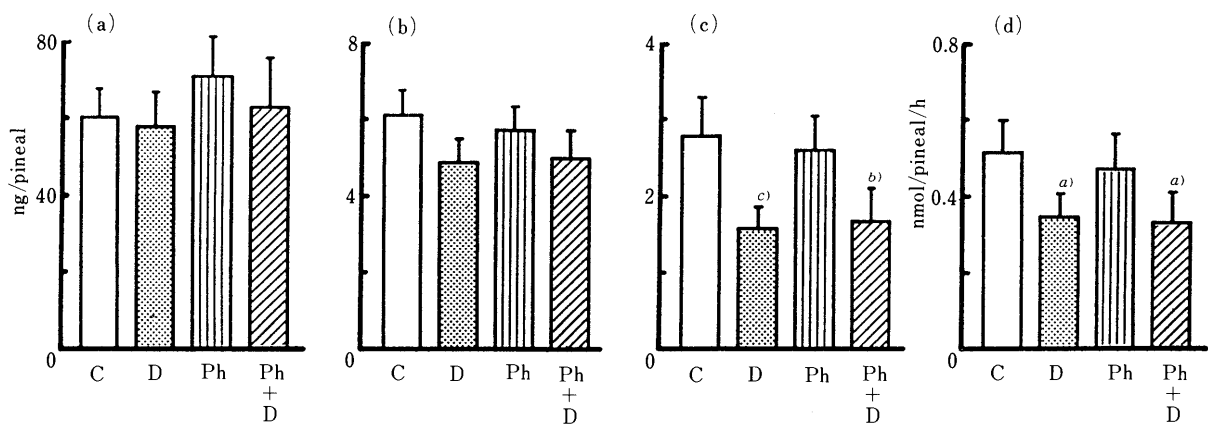 (a)
(b)
(c)
(d)
ng/pineal
80
40
0
C D Ph Ph
+
D
8
4
0
C D Ph Ph
+
D
4
2
0
c)
b)
C D Ph Ph
+
D
nmol/pineal/h
0.8
0.4
0
a)
a)
C D Ph Ph
+
D